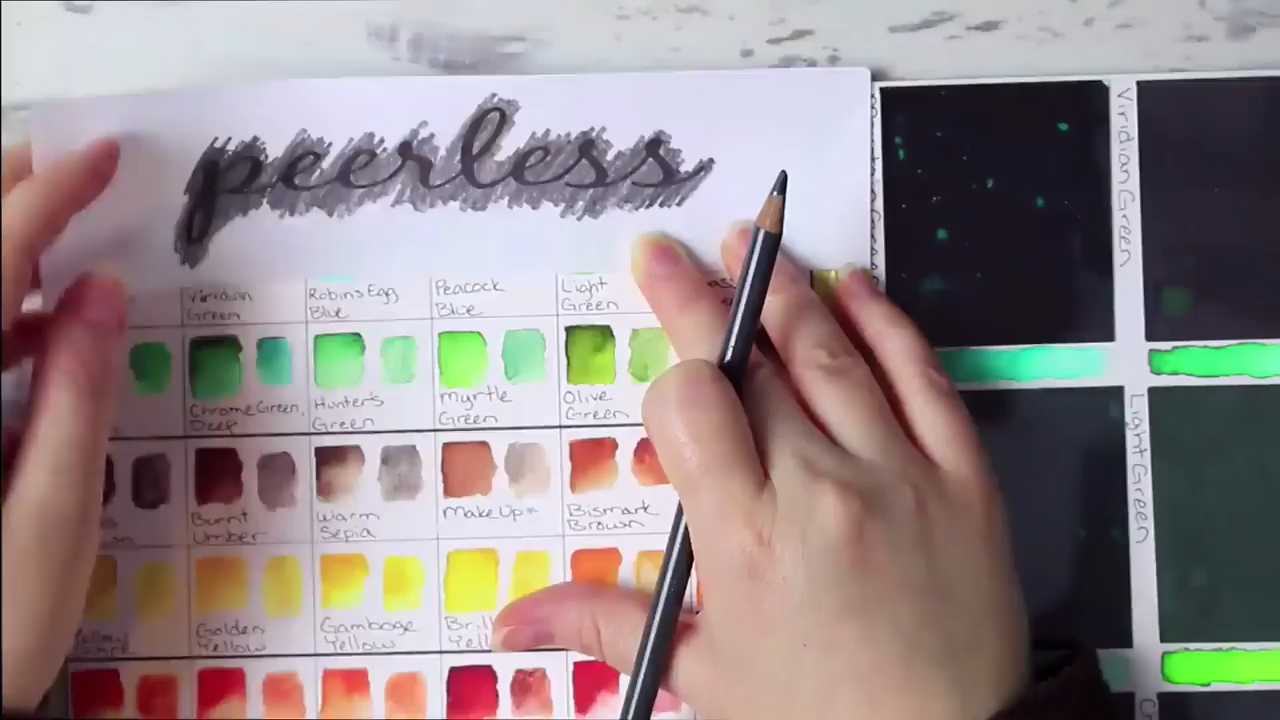 peerless
Viridian
Green
Robin's Egg
Blue
Peacock
Blue
Light
Green
Chrome Green,
Deep
Hunter's
Green
Myrtle
Green
Olive
Green
Burnt
Umber
Warm
Sepia
Make Up
Bismark
Brown
Golden
Yellow
Gamboge
Yellow
Viridian Green
Light Green